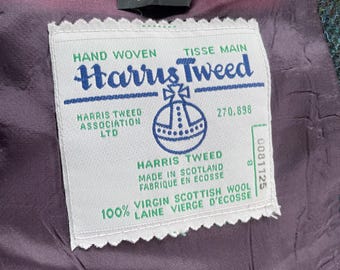 HAND WOVEN TISSE MAIN
Harris Tweed
HARRIS TWEED
ASSOCIATION
LTD
270.898
HARRIS TWEED
MADE IN SCOTLAND
FABRIQUE EN ECOSSE
100% VIRGIN SCOTTISH WOOL
LAINE VIERGE D'ECOSSE
0081125